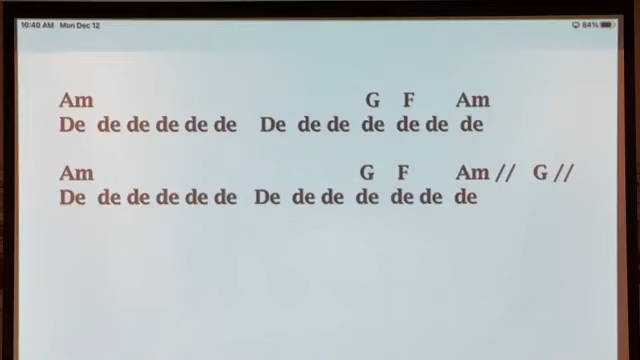 10:40 AM Mon Dec 12 84%
Am G F Am
De de de de de de De de de de de de de
Am G F Am // G //
De de de de de de De de de de de de de